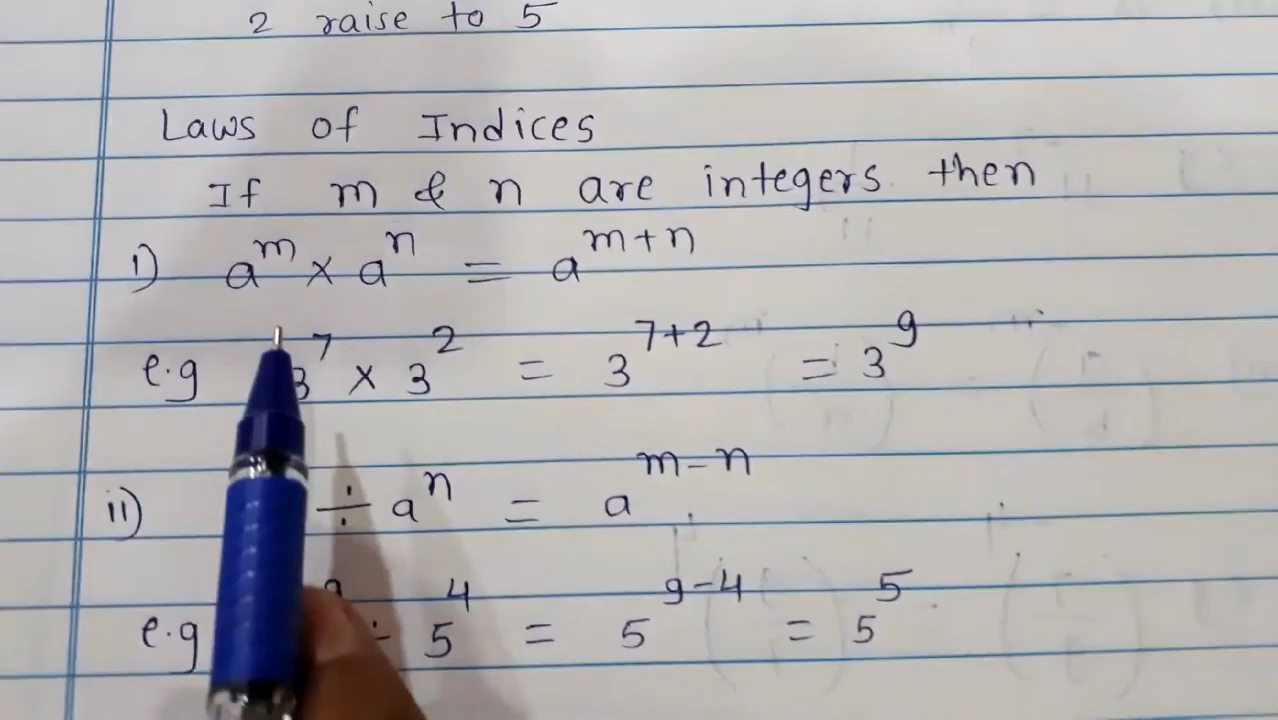 2 raise to 5
Laws of Indices
If m & n are integers then
i) a^m × a^n = a^(m+n)
e.g 3^7 × 3^2 = 3^(7+2) = 3^9
ii) ÷ a^n = a^(m-n)
e.g ÷ 5^4 = 5^(9-4) = 5^5